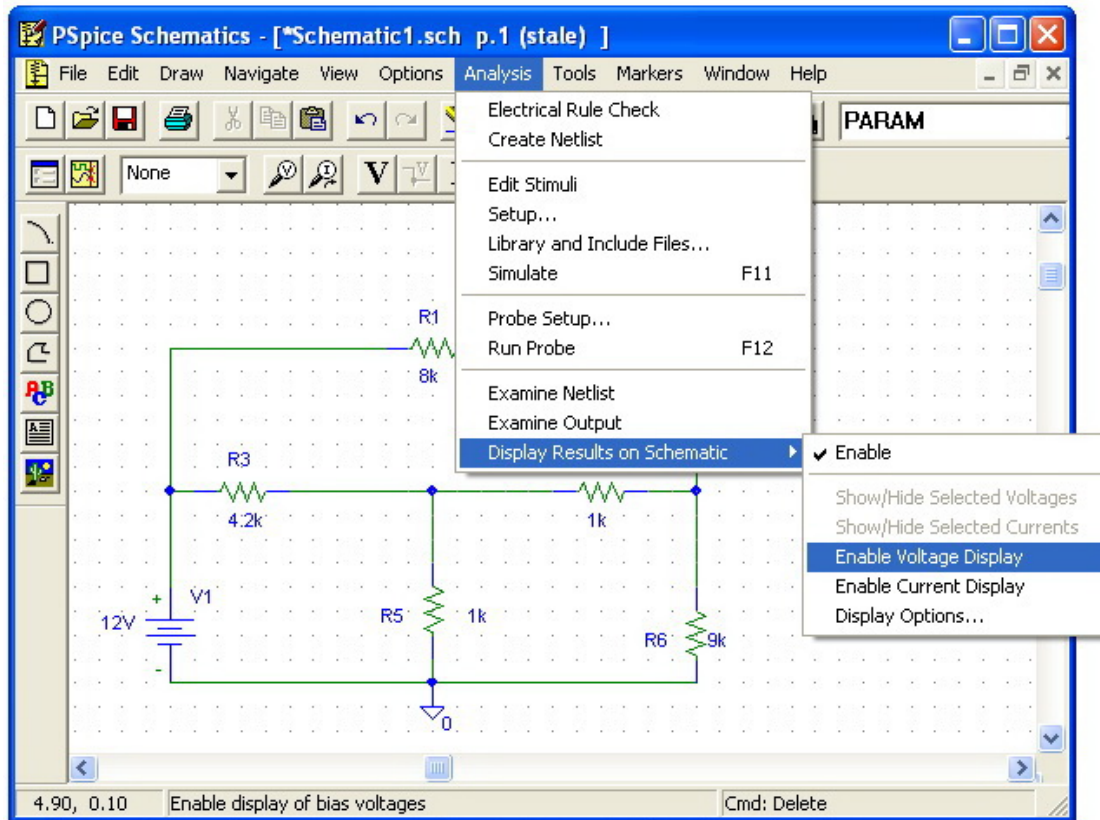 PSpice Schematics - [*Schematic1.sch p.1 (stale) ]
File Edit Draw Navigate View Options Analysis Tools Markers Window Help
PARAM
None
V
Electrical Rule Check
Create Netlist
Edit Stimuli
Setup...
Library and Include Files...
Simulate F11
Probe Setup...
Run Probe F12
Examine Netlist
Examine Output
Display Results on Schematic
Enable
Show/Hide Selected Voltages
Show/Hide Selected Currents
Enable Voltage Display
Enable Current Display
Display Options...
R1
8k
R3
4.2k
1k
+ V1
12V
-
R5 1k
R6 9k
0
ABC
4.90, 0.10 Enable display of bias voltages Cmd: Delete